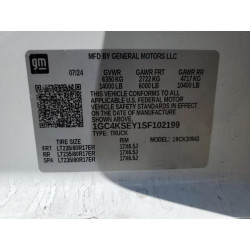 gm
MFD BY GENERAL MOTORS LLC
07/24 GVWR GAWR FRT GAWR RR
6350 KG 2722 KG 4717 KG
14000 LB 6000 LB 10400 LB
THIS VEHICLE CONFORMS TO ALL
APPLICABLE U.S. FEDERAL MOTOR
VEHICLE SAFETY STANDARDS IN EFFECT
ON THE DATE OF MANUFACTURE
SHOWN ABOVE.
1GC4KSEY1SF102199
TYPE: TRUCK MODEL:
TIRE SIZE RIM
FRT LT235/80R17E/R 17X6.5J
RR LT235/80R17E/R 17X6.5J
SPA LT235/80R17E/R 17X6.5J